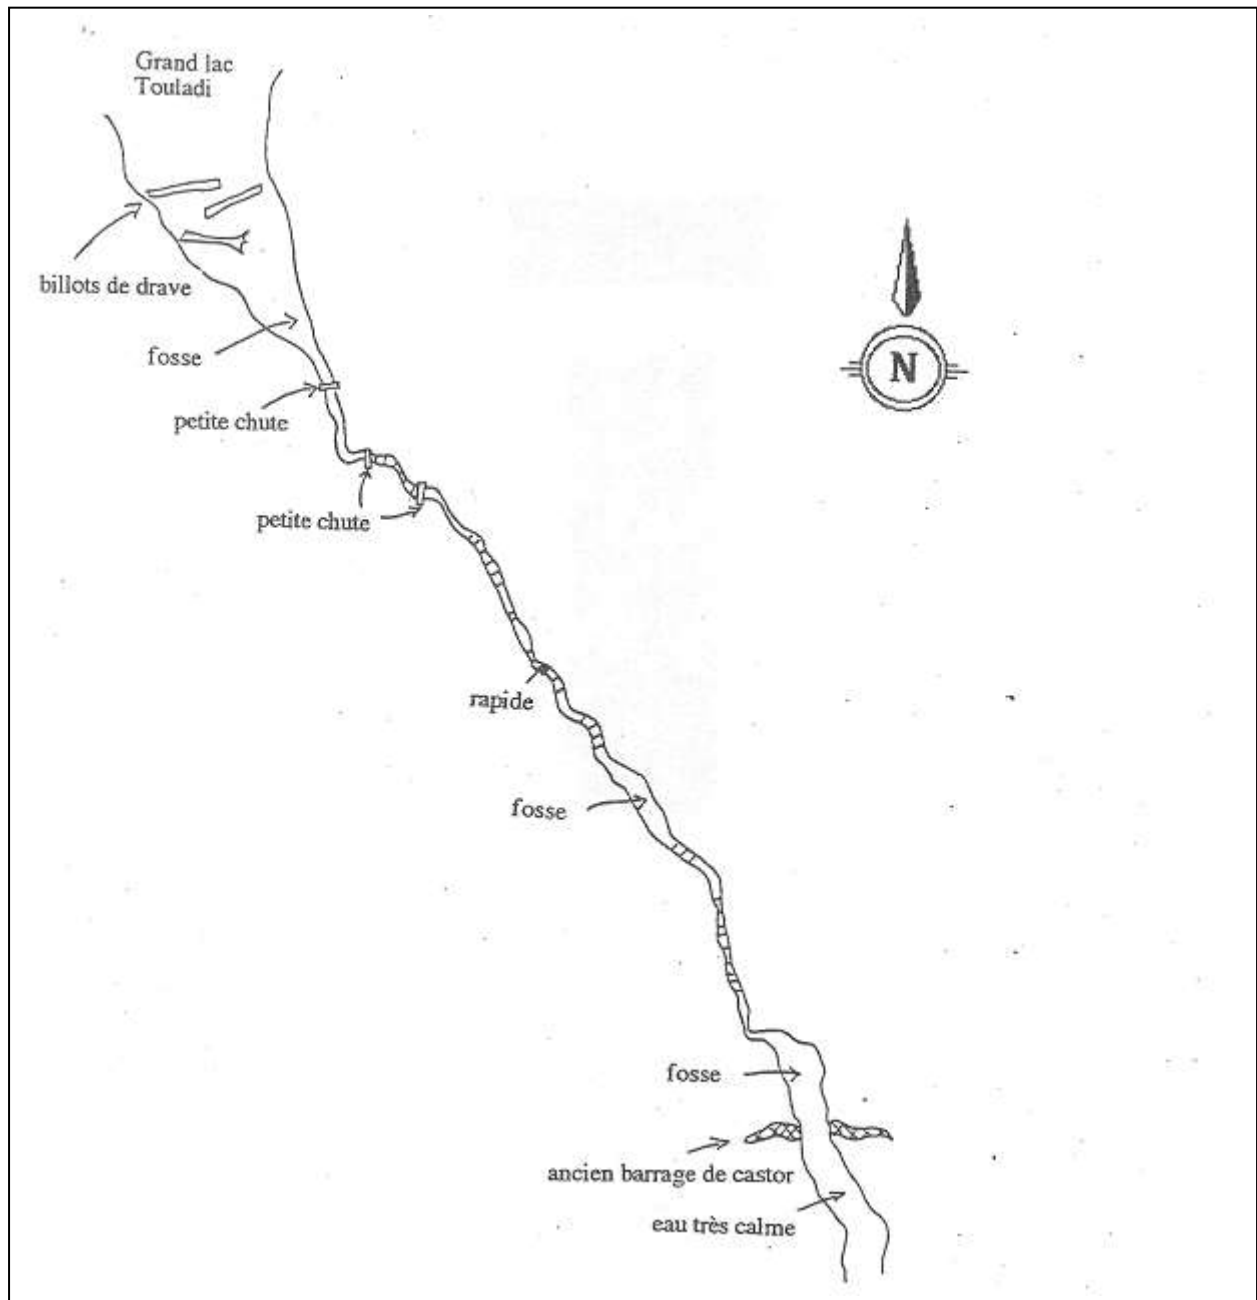 Grand lac
Touladi
billots de drave
fosse
N
petite chute
petite chute
rapide
fosse
fosse
ancien barrage de castor
eau très calme